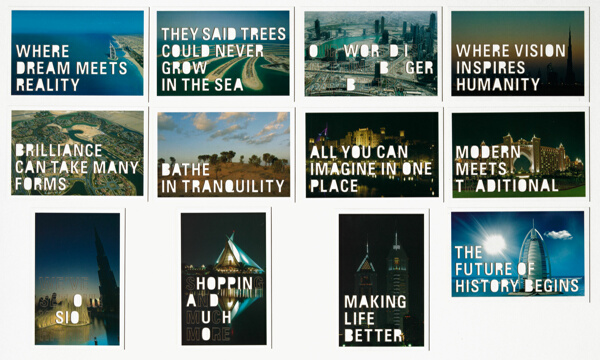 WHERE
DREAM MEETS
REALITY
THEY SAID TREES
COULD NEVER
GROW
IN THE SEA
O WOR D I
B GER
B
WHERE VISION
INSPIRES
HUMANITY
BRILLIANCE
CAN TAKE MANY
FORMS
BATHE
IN TRANQUILITY
ALL YOU CAN
IMAGINE IN ONE
PLACE
MODERN
MEETS
T ADITIONAL
O
SIO
SHOPPIN
AND
MUCH
MORE
MAKING
LIFE
BETTER
THE
FUTURE OF
HISTORY BEGINS